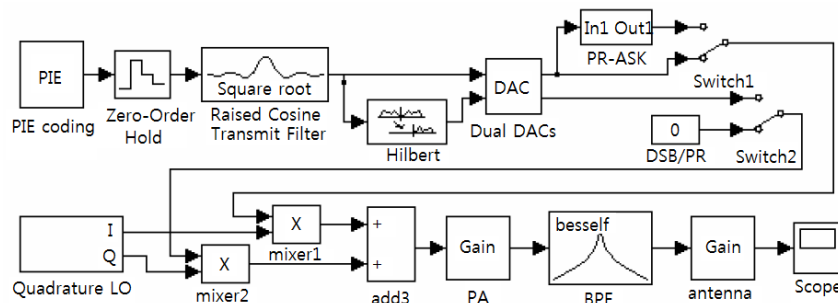 PIE
PIE coding
Zero-Order
Hold
Square root
Raised Cosine
Transmit Filter
Hilbert
DAC
Dual DACs
In1 Out1
PR-ASK
Switch1
0
DSB/PR
Switch2
I
Q
Quadrature LO
X
mixer1
X
mixer2
+
+
add3
Gain
PA
besself
BPF
Gain
antenna
Scope